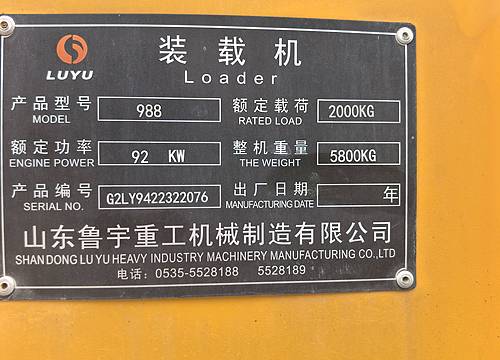 LUYU
装载机
Loader
产品型号 988 额定载荷 2000KG
MODEL RATED LOAD
额定功率 92 KW 整机重量 5800KG
ENGINE POWER THE WEIGHT
产品编号 G2LY9422322076 出厂日期 年
SERIAL NO. MANUFACTURING DATE
山东鲁宇重工机械制造有限公司
SHANDONG LU YU HEAVY INDUSTRY MACHINERY MANUFACTURING CO.,LTD
电话：0535-5528188 5528189